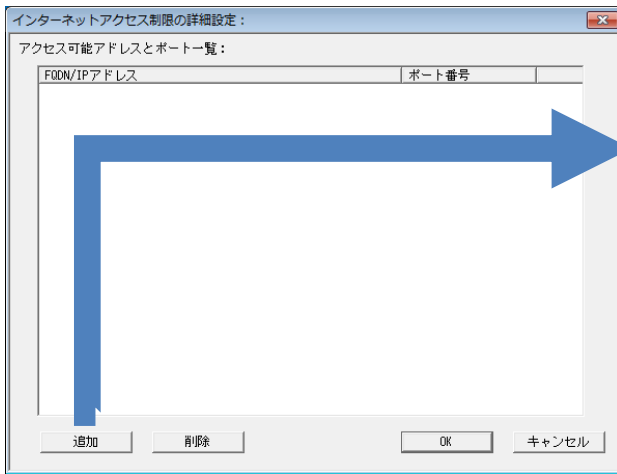 インターネットアクセス制限の詳細設定：
アクセス可能アドレスとポート一覧：
FQDN/IPアドレス ポート番号
追加 削除 OK キャンセル